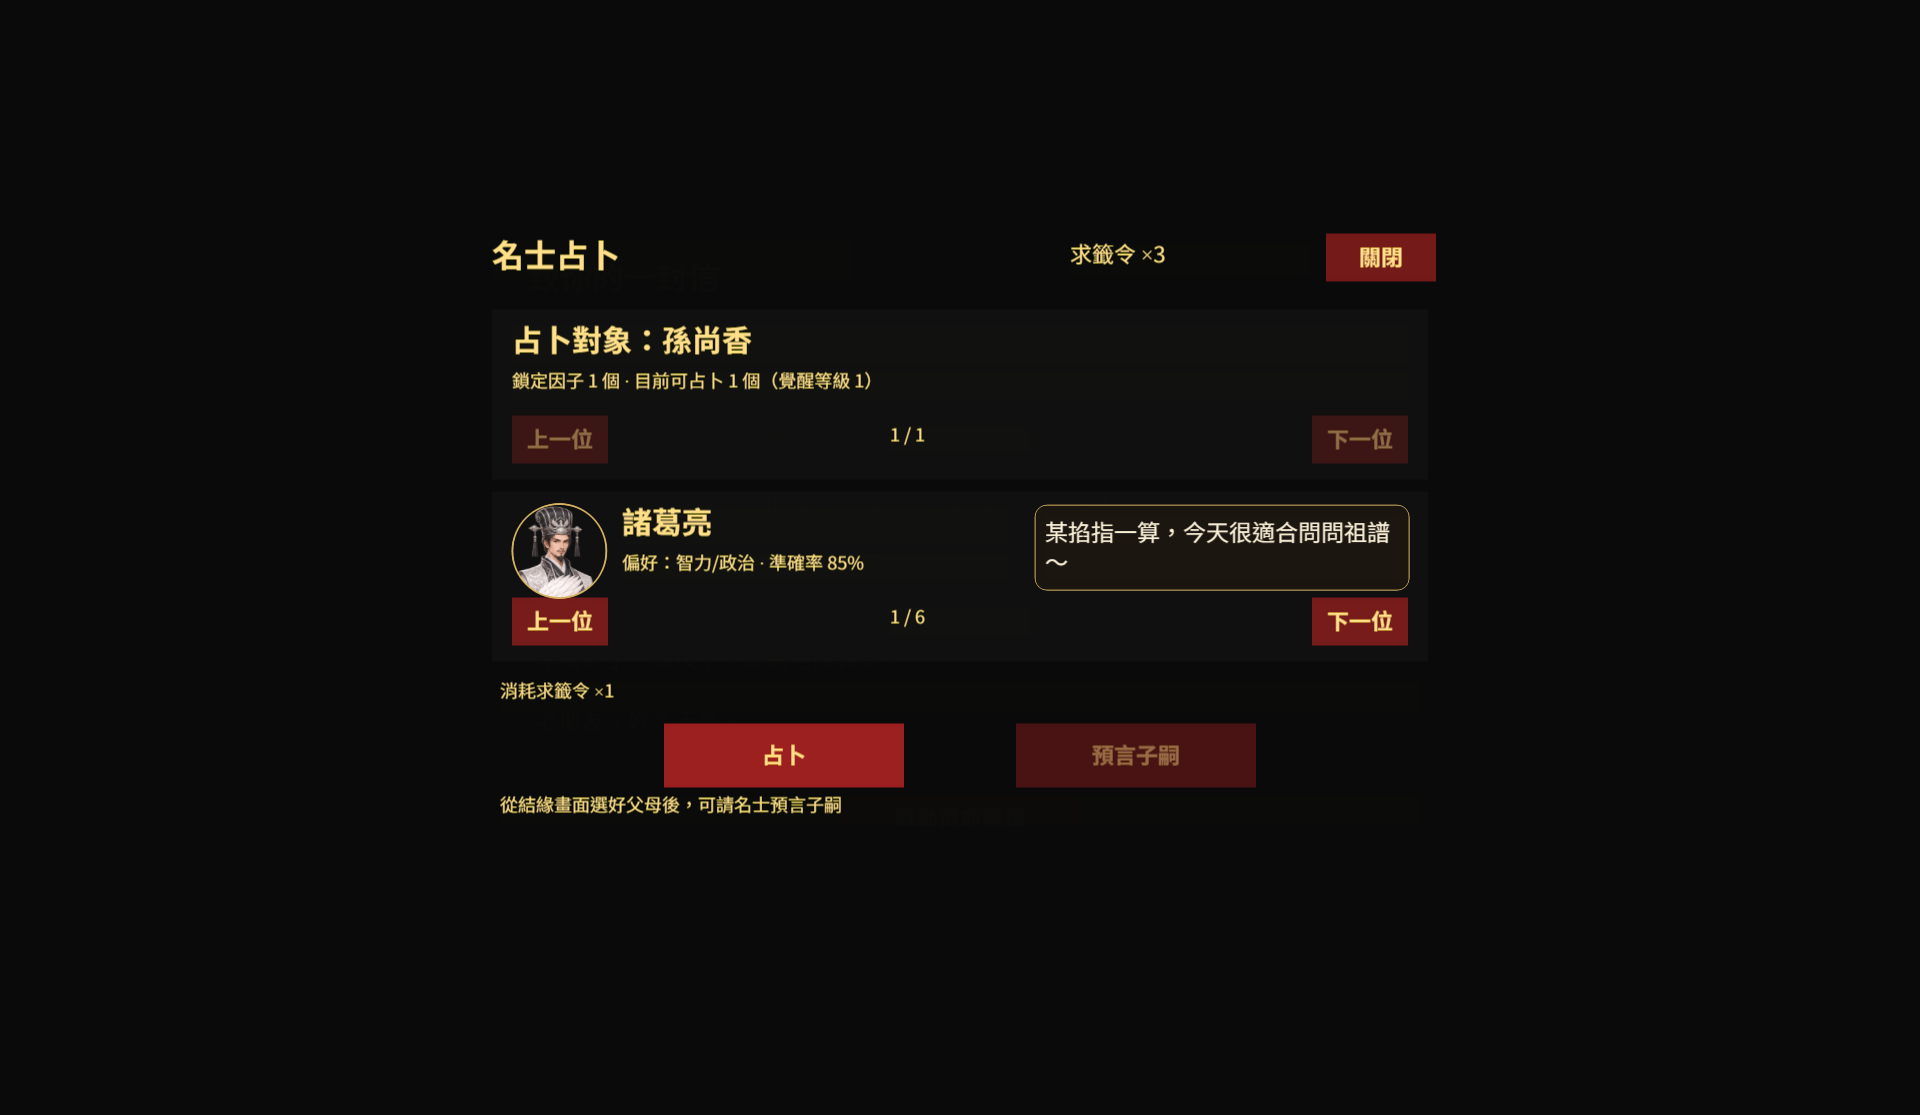 名士占卜
求籤令 ×3
關閉
占卜對象：孫尚香
鎖定因子 1 個 · 目前可占卜 1 個（覺醒等級 1）
上一位
1 / 1
下一位
諸葛亮
偏好：智力/政治 · 準確率 85%
某掐指一算，今天很適合問問祖譜
～
上一位
1 / 6
下一位
消耗求籤令 ×1
占卜
預言子嗣
從結緣畫面選好父母後，可請名士預言子嗣